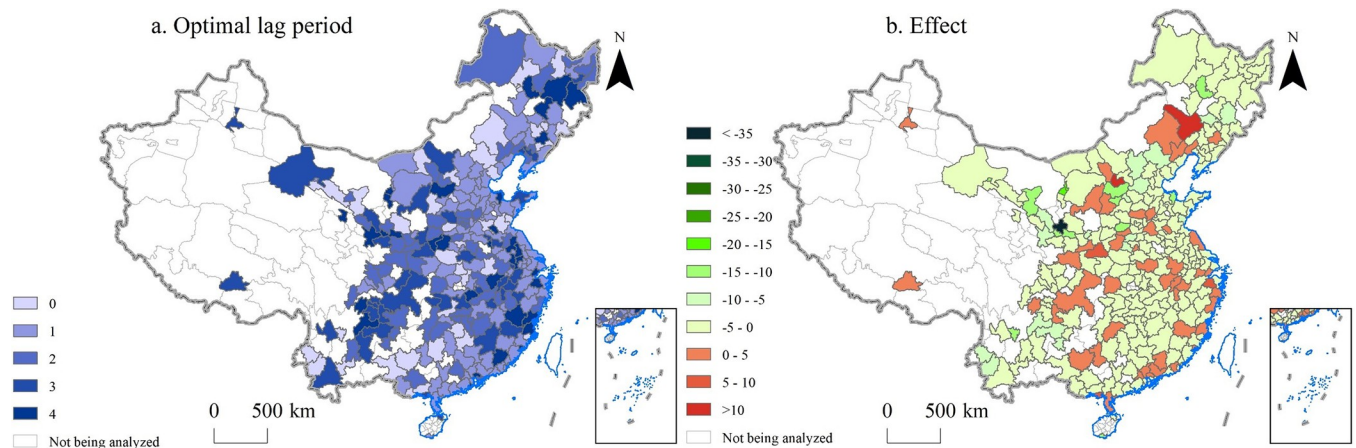 a. Optimal lag period
N
0
1
2
3
4
Not being analyzed
0 500 km
b. Effect
N
< -35
-35 - -30
-30 - -25
-25 - -20
-20 - -15
-15 - -10
-10 - -5
-5 - 0
0 - 5
5 - 10
>10
Not being analyzed
0 500 km